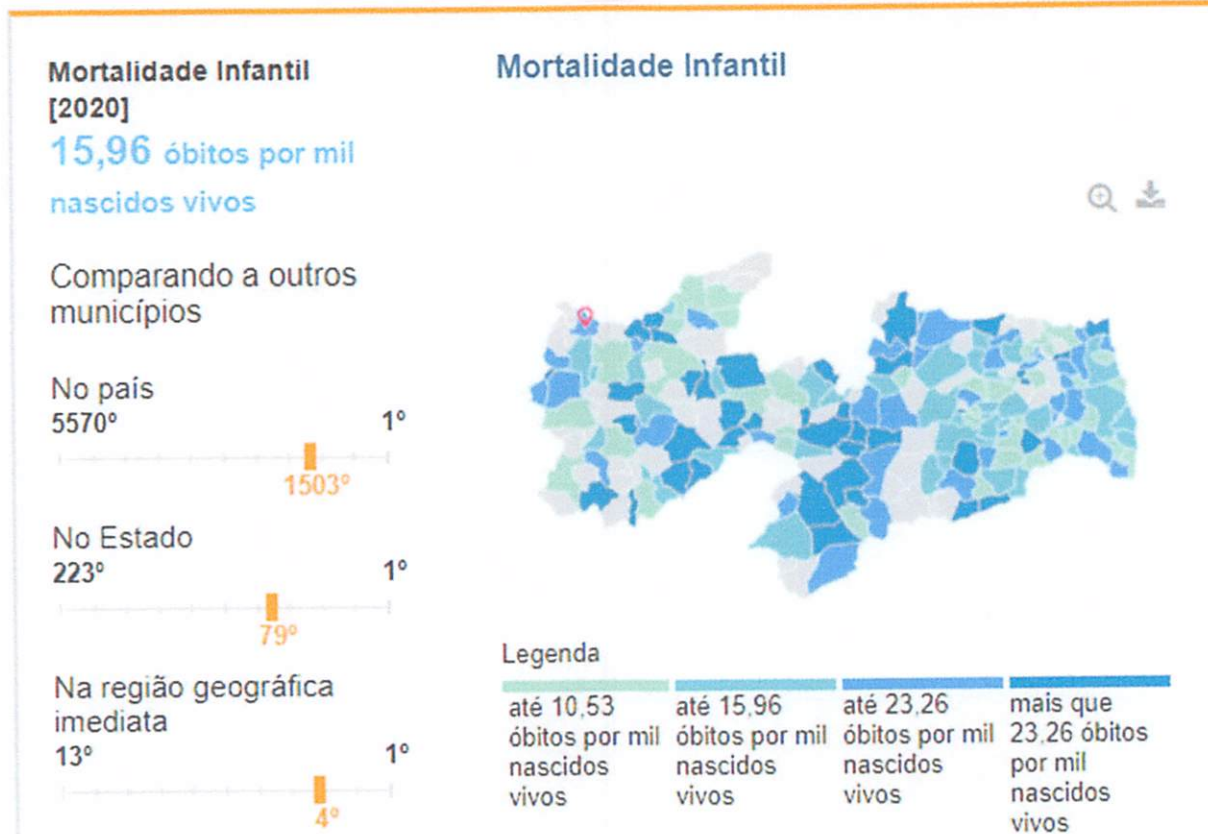 Mortalidade Infantil
[2020]
15,96 óbitos por mil
nascidos vivos
Comparando a outros
municípios
No país
5570º 1º
1503º
No Estado
223º 1º
79º
Na região geográfica
imediata
13º 1º
4º
Mortalidade Infantil
Legenda
até 10,53
óbitos por mil
nascidos
vivos
até 15,96
óbitos por mil
nascidos
vivos
até 23,26
óbitos por mil
nascidos
vivos
mais que
23,26 óbitos
por mil
nascidos
vivos